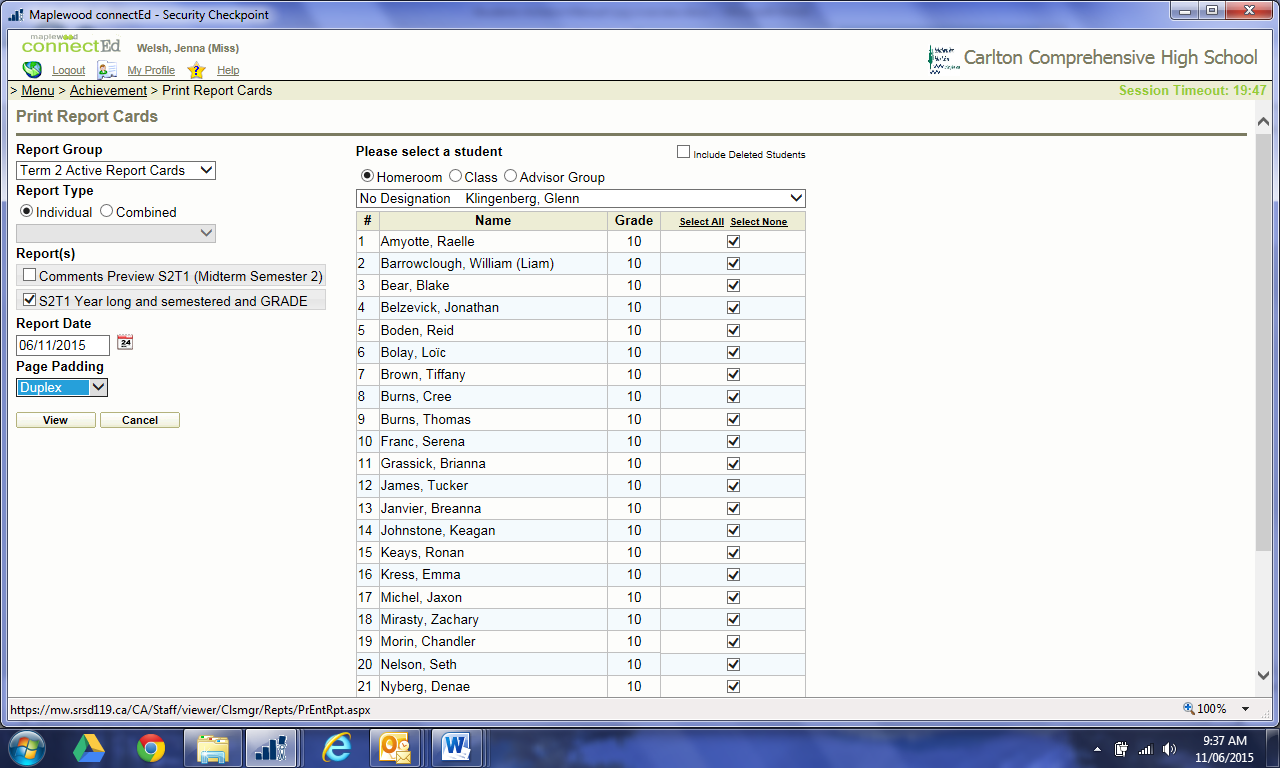 Maplewood connectEd - Security Checkpoint
maplewood
connectEd Welsh, Jenna (Miss)
Logout My Profile Help
Carlton Comprehensive High School
> Menu > Achievement > Print Report Cards Session Timeout: 19:47
Print Report Cards
Report Group
Term 2 Active Report Cards
Report Type
Individual Combined
Report(s)
Comments Preview S2T1 (Midterm Semester 2)
S2T1 Year long and semestered and GRADE
Report Date
06/11/2015 24
Page Padding
Duplex
View Cancel
Please select a student Include Deleted Students
Homeroom Class Advisor Group
No Designation Klingenberg, Glenn
# Name Grade Select All Select None
1 Amyotte, Raelle 10
2 Barrowclough, William (Liam) 10
3 Bear, Blake 10
4 Belzevick, Jonathan 10
5 Boden, Reid 10
6 Bolay, Loïc 10
7 Brown, Tiffany 10
8 Burns, Cree 10
9 Burns, Thomas 10
10 Franc, Serena 10
11 Grassick, Brianna 10
12 James, Tucker 10
13 Janvier, Breanna 10
14 Johnstone, Keagan 10
15 Keays, Ronan 10
16 Kress, Emma 10
17 Michel, Jaxon 10
18 Mirasty, Zachary 10
19 Morin, Chandler 10
20 Nelson, Seth 10
21 Nyberg, Denae 10
https://mw.srsd119.ca/CA/Staff/viewer/Clsmgr/Repts/PrEntRpt.aspx 100%
9:37 AM
11/06/2015